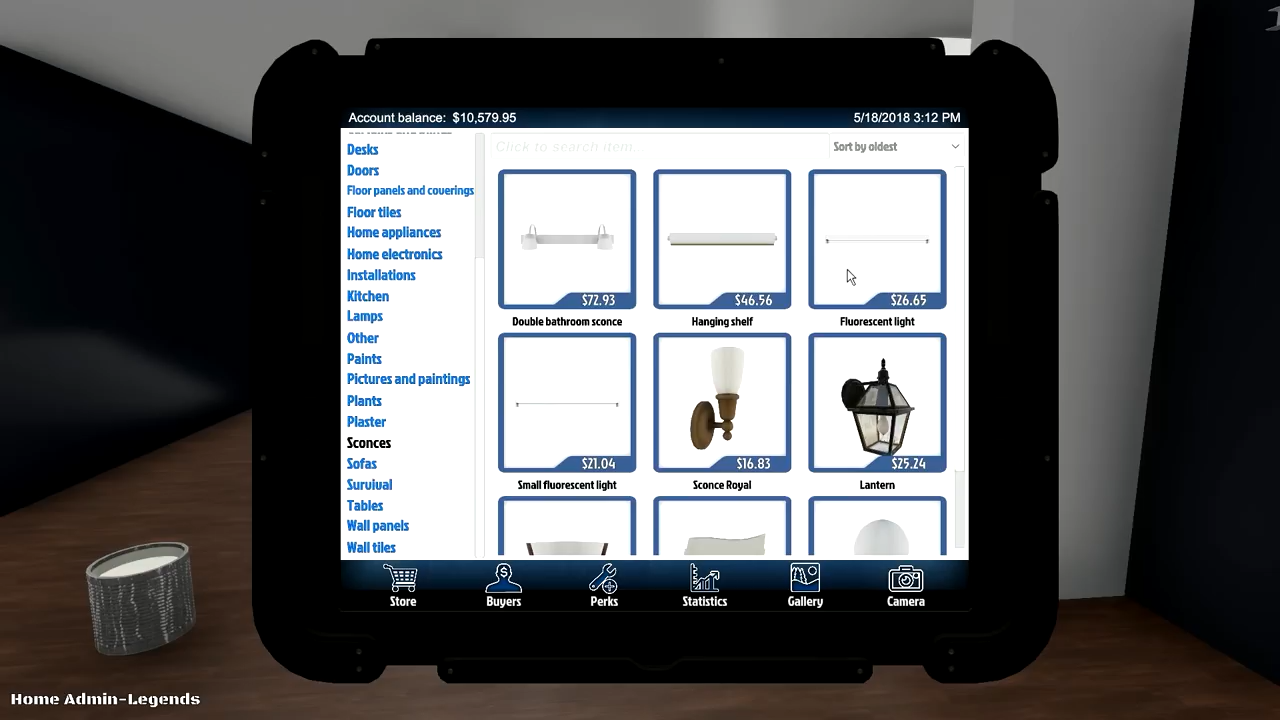 Account balance: $10,579.95
5/18/2018 3:12 PM
Click to search item...
Sort by oldest
Desks
Doors
Floor panels and coverings
Floor tiles
Home appliances
Home electronics
Installations
Kitchen
Lamps
Other
Paints
Pictures and paintings
Plants
Plaster
Sconces
Sofas
Survival
Tables
Wall panels
Wall tiles
$72.93
$46.56
$26.65
Double bathroom sconce
Hanging shelf
Fluorescent light
$21.04
$16.83
$25.24
Small fluorescent light
Sconce Royal
Lantern
Store
Buyers
Perks
Statistics
Gallery
Camera
Home Admin-Legends